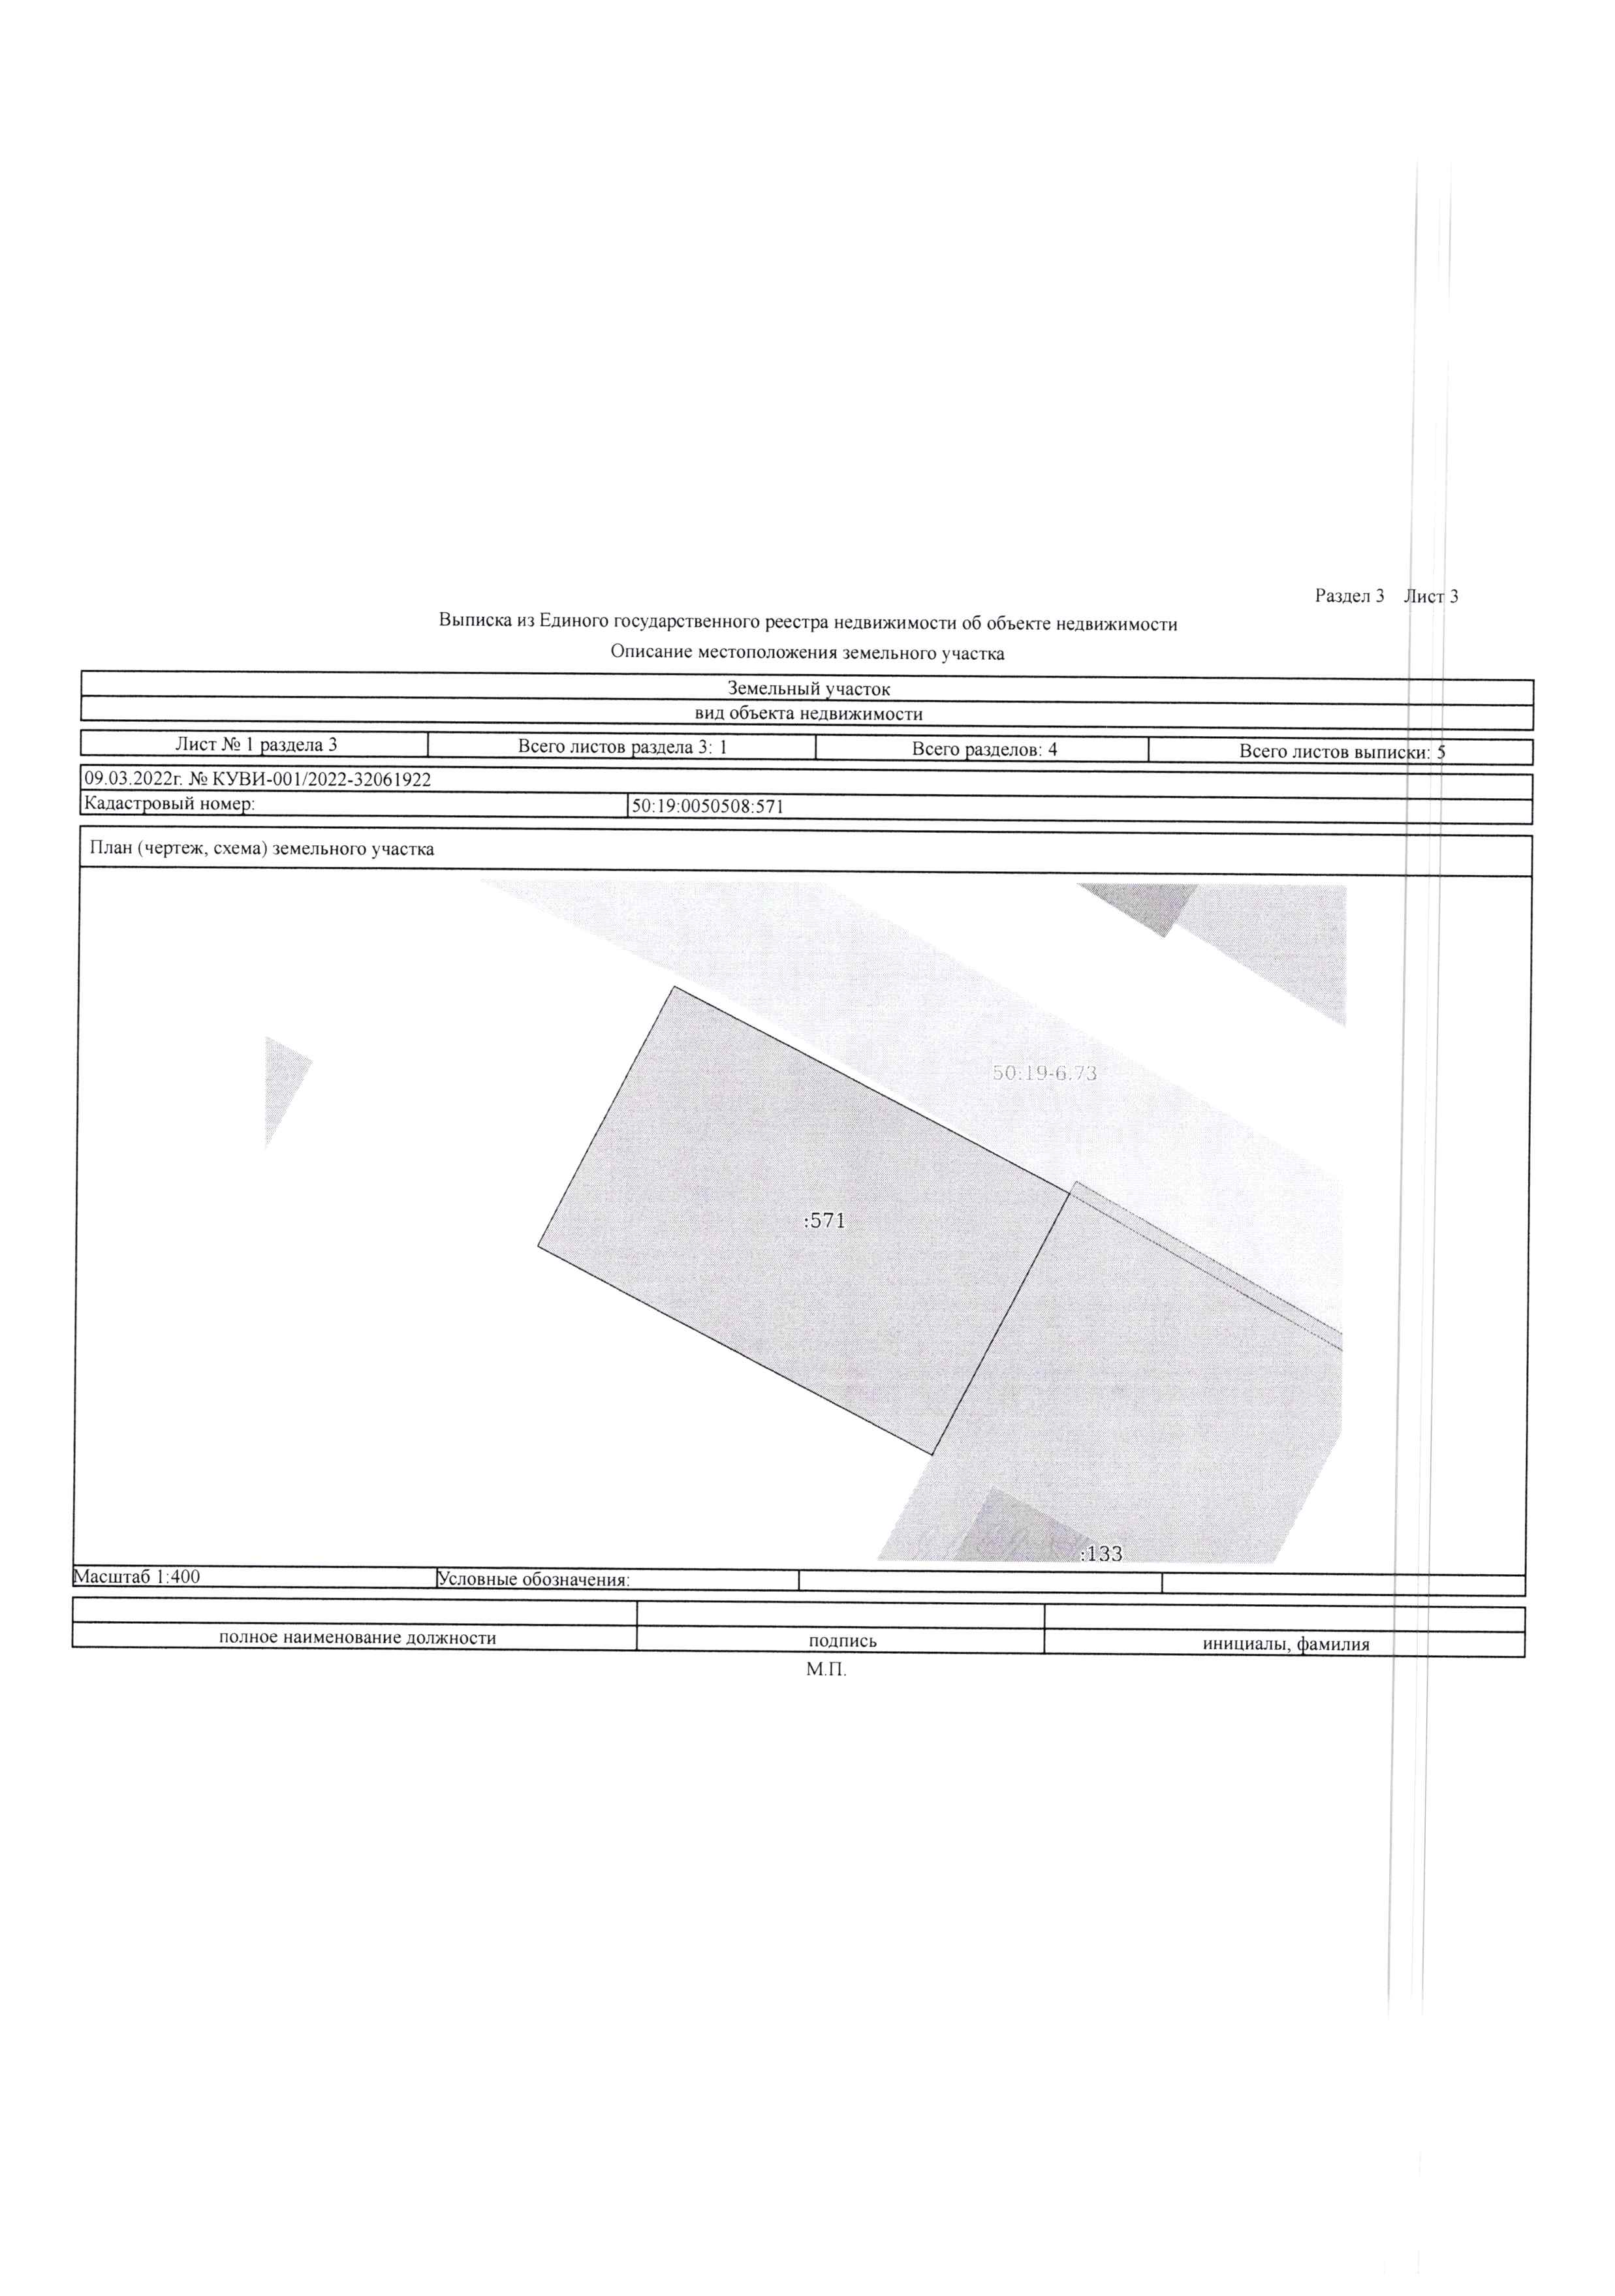 Раздел 3 Лист 3
Выписка из Единого государственного реестра недвижимости об объекте недвижимости
Описание местоположения земельного участка
Земельный участок
вид объекта недвижимости
Лист № 1 раздела 3 Всего листов раздела 3: 1 Всего разделов: 4 Всего листов выписки: 5
09.03.2022г. № КУВИ-001/2022-32061922
Кадастровый номер: 50:19:0050508:571
План (чертеж, схема) земельного участка
50:19-6.73
:571
:133
Масштаб 1:400 Условные обозначения:
полное наименование должности подпись инициалы, фамилия
М.П.